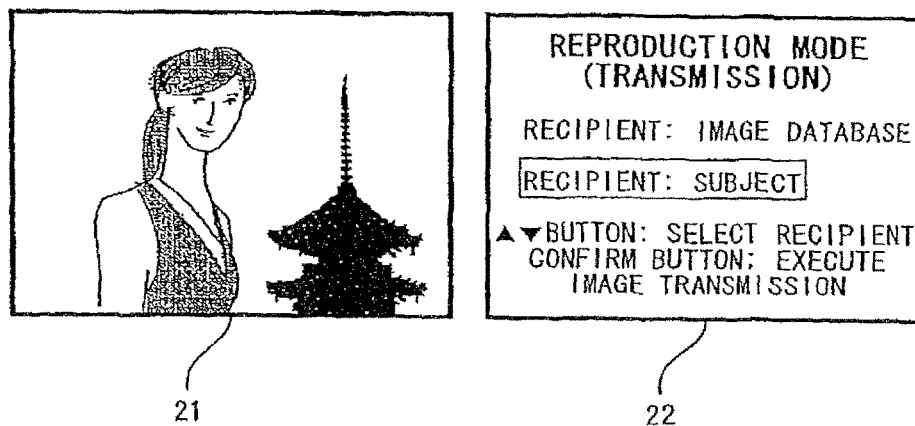 REPRODUCTION MODE
(TRANSMISSION)
RECIPIENT: IMAGE DATABASE
RECIPIENT: SUBJECT
▲▼BUTTON: SELECT RECIPIENT
CONFIRM BUTTON: EXECUTE
IMAGE TRANSMISSION
21
22